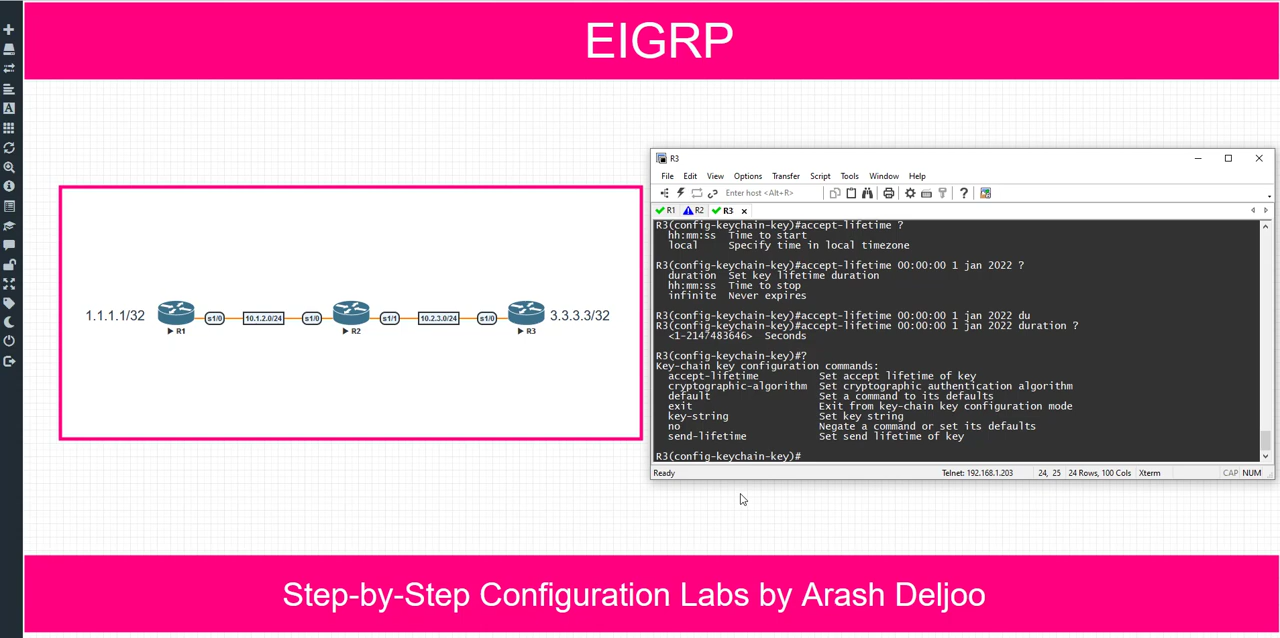 EIGRP
1.1.1.1/32
R1
s1/0
10.1.2.0/24
s1/0
R2
s1/1
10.2.3.0/24
s1/0
R3
3.3.3.3/32
R3
File Edit View Options Transfer Script Tools Window Help
Enter host <Alt+R>
R1 R2 R3
R3(config-keychain-key)#accept-lifetime ?
hh:mm:ss Time to start
local Specify time in local timezone
R3(config-keychain-key)#accept-lifetime 00:00:00 1 jan 2022 ?
duration Set key lifetime duration
hh:mm:ss Time to stop
infinite Never expires
R3(config-keychain-key)#accept-lifetime 00:00:00 1 jan 2022 du
R3(config-keychain-key)#accept-lifetime 00:00:00 1 jan 2022 duration ?
<1-2147483646> Seconds
R3(config-keychain-key)#?
Key-chain key configuration commands:
accept-lifetime Set accept lifetime of key
cryptographic-algorithm Set cryptographic authentication algorithm
default Set a command to its defaults
exit Exit from key-chain key configuration mode
key-string Set key string
no Negate a command or set its defaults
send-lifetime Set send lifetime of key
R3(config-keychain-key)#
Ready Telnet: 192.168.1.203 24, 25 24 Rows, 100 Cols Xterm CAP NUM
Step-by-Step Configuration Labs by Arash Deljoo